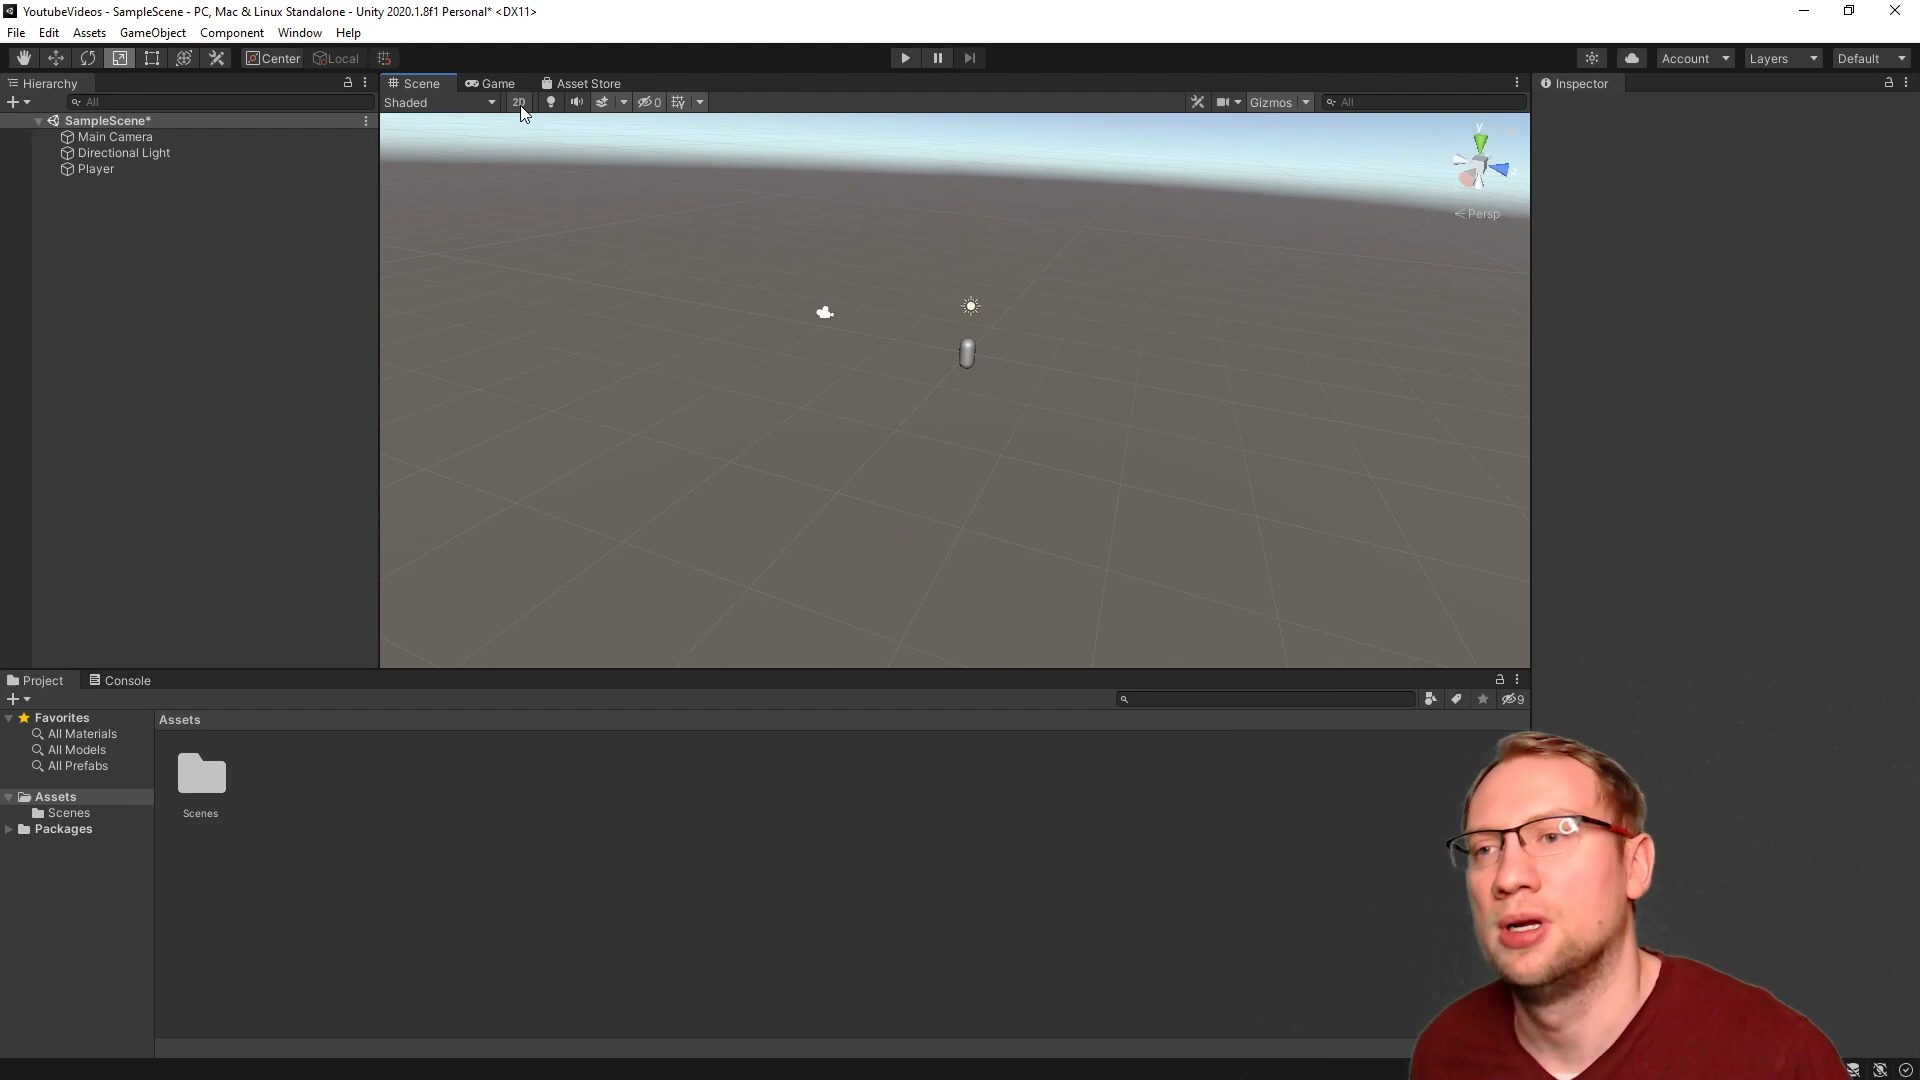 YoutubeVideos - SampleScene - PC, Mac & Linux Standalone - Unity 2020.1.8f1 Personal* <DX11>
File Edit Assets GameObject Component Window Help
Center Local Account Layers Default
Hierarchy Scene Game Asset Store Inspector
All Shaded 2D 0 Gizmos All
SampleScene*
Main Camera
Directional Light
Player
y
z
Persp
Project Console
9
Favorites
All Materials
All Models
All Prefabs
Assets
Scenes
Packages
Assets
Scenes